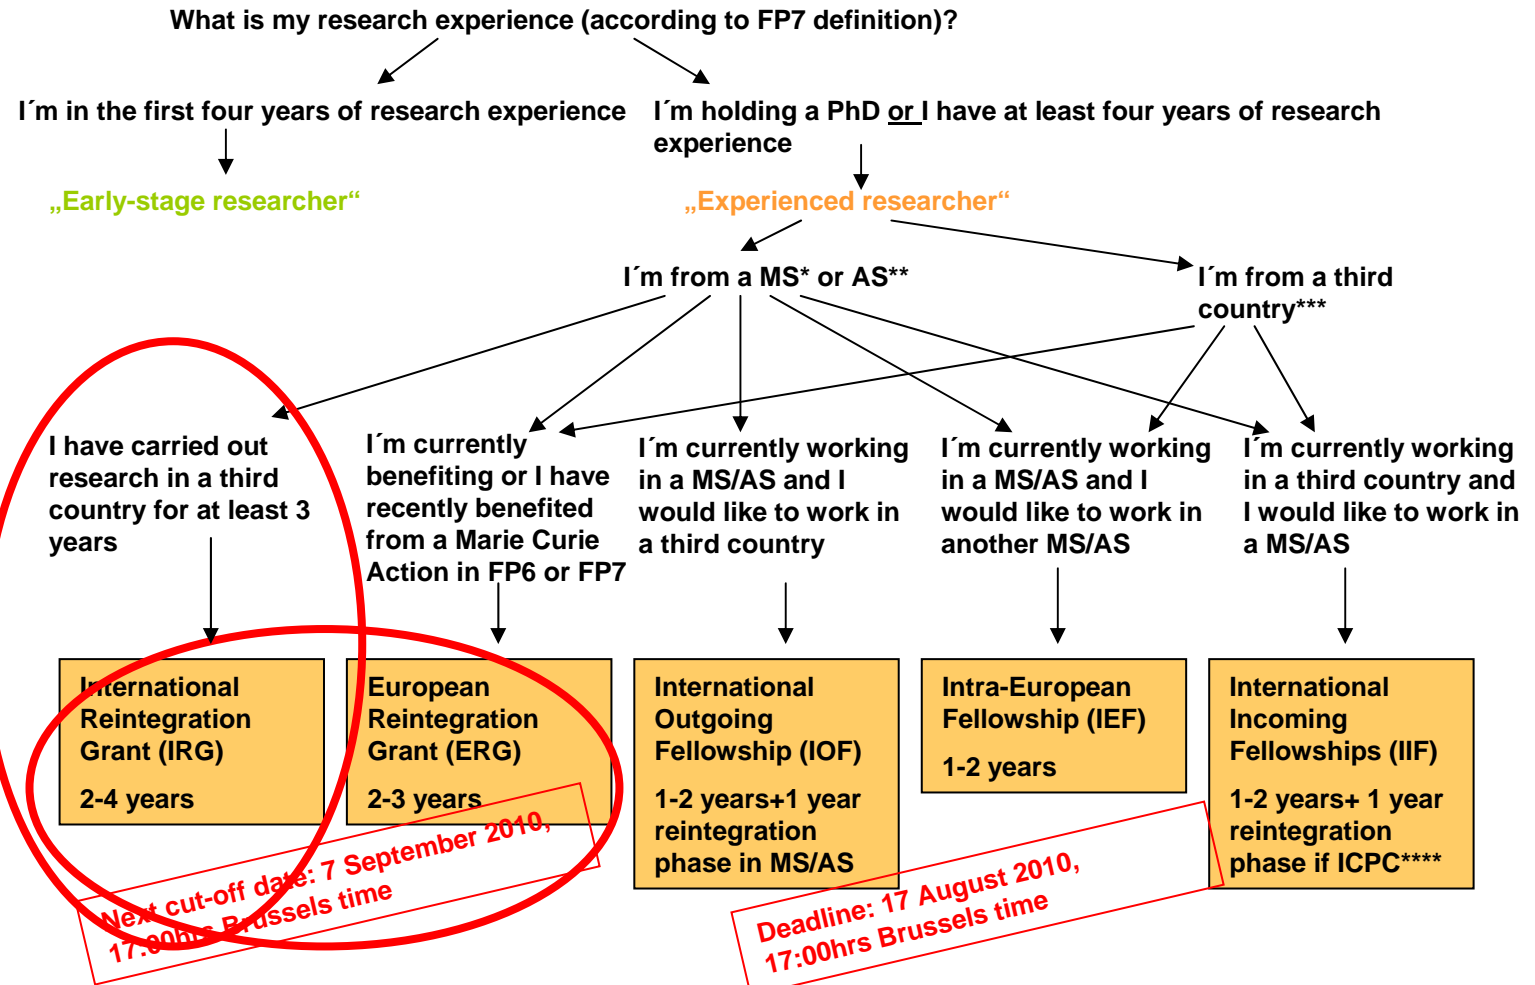 What is my research experience (according to FP7 definition)?
I´m in the first four years of research experience
I´m holding a PhD or I have at least four years of research
experience
„Early-stage researcher“
„Experienced researcher“
I´m from a MS* or AS**
I´m from a third
country***
I have carried out
research in a third
country for at least 3
years
I´m currently
benefiting or I have
recently benefited
from a Marie Curie
Action in FP6 or FP7
I´m currently working
in a MS/AS and I
would like to work in
a third country
I´m currently working
in a MS/AS and I
would like to work in
another MS/AS
I´m currently working
in a third country and
I would like to work in
a MS/AS
International
Reintegration
Grant (IRG)
2-4 years
European
Reintegration
Grant (ERG)
2-3 years
International
Outgoing
Fellowship (IOF)
1-2 years+1 year
reintegration
phase in MS/AS
Intra-European
Fellowship (IEF)
1-2 years
International
Incoming
Fellowships (IIF)
1-2 years+ 1 year
reintegration
phase if ICPC****
Next cut-off date: 7 September 2010,
17:00hrs Brussels time
Deadline: 17 August 2010,
17:00hrs Brussels time